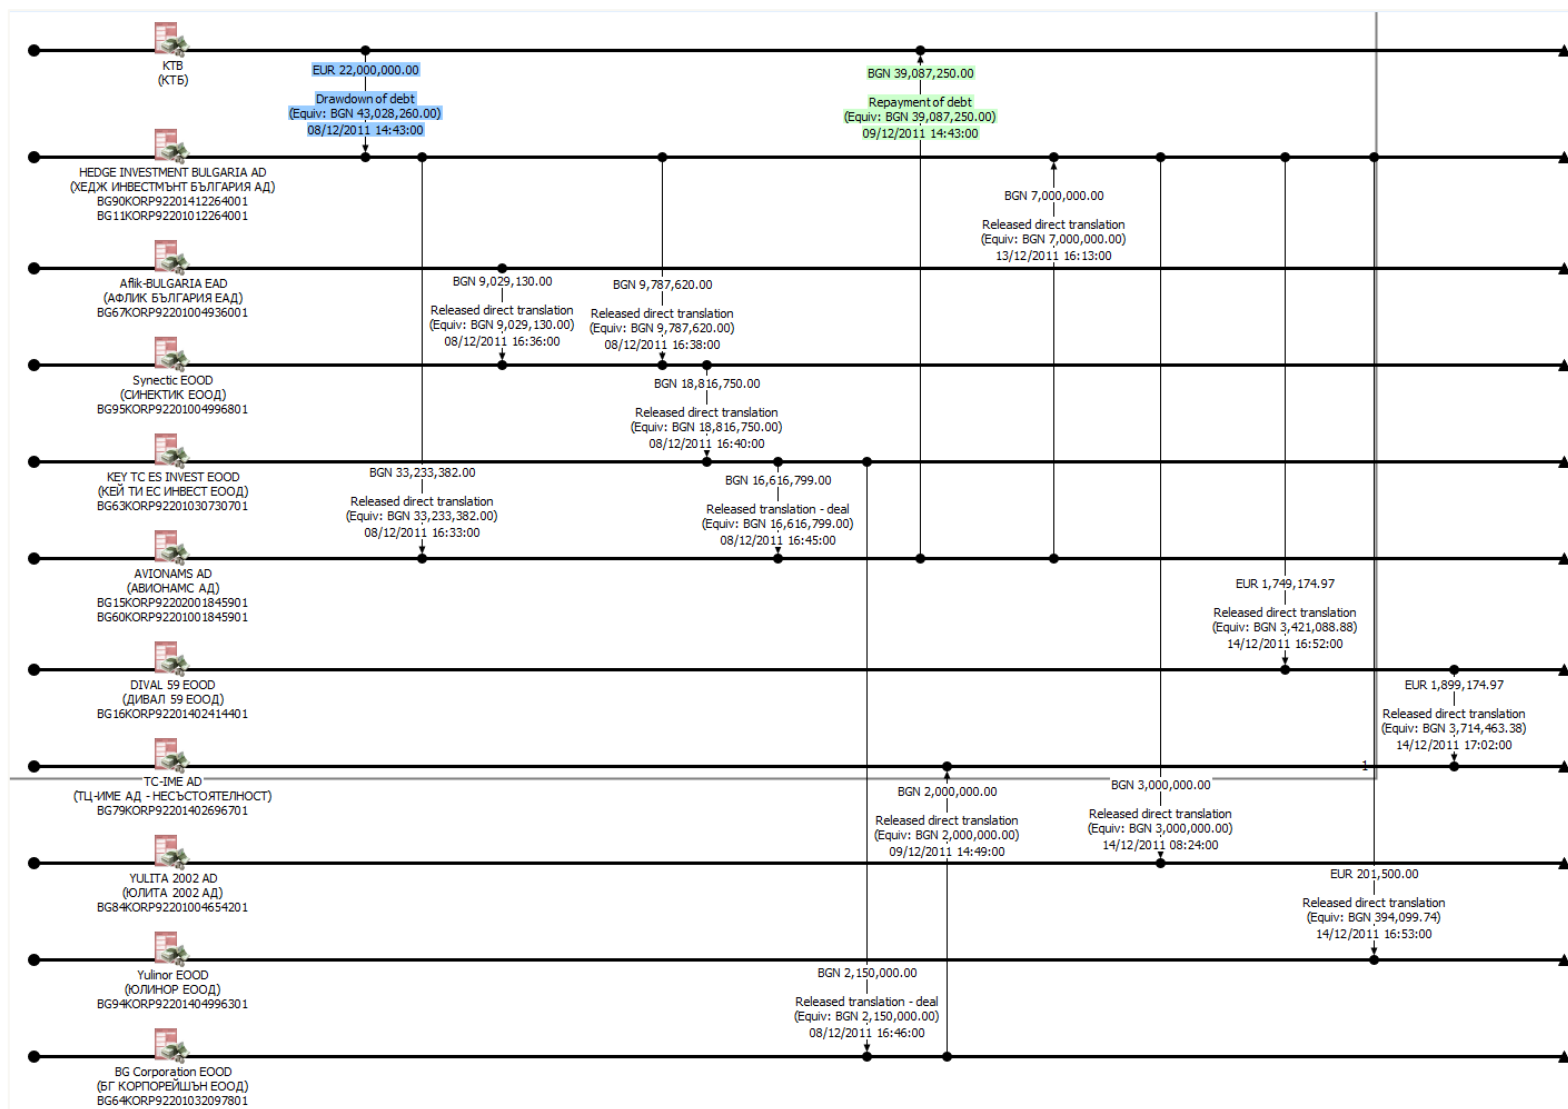 KTB
(КТБ)
EUR 22,000,000.00
Drawdown of debt
(Equiv: BGN 43,028,260.00)
08/12/2011 14:43:00
BGN 39,087,250.00
Repayment of debt
(Equiv: BGN 39,087,250.00)
09/12/2011 14:43:00
HEDGE INVESTMENT BULGARIA AD
(ХЕДЖ ИНВЕСТМЪНТ БЪЛГАРИЯ АД)
BG90KORP92201412264001
BG11KORP92201012264001
BGN 7,000,000.00
Released direct translation
(Equiv: BGN 7,000,000.00)
13/12/2011 16:13:00
Aflik-BULGARIA EAD
(АФЛИК БЪЛГАРИЯ ЕАД)
BG67KORP92201004936001
BGN 9,029,130.00
Released direct translation
(Equiv: BGN 9,029,130.00)
08/12/2011 16:36:00
BGN 9,787,620.00
Released direct translation
(Equiv: BGN 9,787,620.00)
08/12/2011 16:38:00
Synectic EOOD
(СИНЕКТИК ЕООД)
BG95KORP92201004996801
BGN 18,816,750.00
Released direct translation
(Equiv: BGN 18,816,750.00)
08/12/2011 16:40:00
KEY TC ES INVEST EOOD
(КЕЙ ТИ ЕС ИНВЕСТ ЕООД)
BG63KORP92201030730701
BGN 33,233,382.00
Released direct translation
(Equiv: BGN 33,233,382.00)
08/12/2011 16:33:00
BGN 16,616,799.00
Released translation - deal
(Equiv: BGN 16,616,799.00)
08/12/2011 16:45:00
AVIONAMS AD
(АВИОНАМС АД)
BG15KORP92202001845901
BG60KORP92201001845901
EUR 1,749,174.97
Released direct translation
(Equiv: BGN 3,421,088.88)
14/12/2011 16:52:00
DIVAL 59 EOOD
(ДИВАЛ 59 ЕООД)
BG16KORP92201402414401
EUR 1,899,174.97
Released direct translation
(Equiv: BGN 3,714,463.38)
14/12/2011 17:02:00
1
TC-IME AD
(ТЦ-ИМЕ АД - НЕСЪСТОЯТЕЛНОСТ)
BG79KORP92201402696701
BGN 2,000,000.00
Released direct translation
(Equiv: BGN 2,000,000.00)
09/12/2011 14:49:00
BGN 3,000,000.00
Released direct translation
(Equiv: BGN 3,000,000.00)
14/12/2011 08:24:00
YULITA 2002 AD
(ЮЛИТА 2002 АД)
BG84KORP92201004654201
EUR 201,500.00
Released direct translation
(Equiv: BGN 394,099.74)
14/12/2011 16:53:00
Yulinor EOOD
(ЮЛИНОР ЕООД)
BG94KORP92201404996301
BGN 2,150,000.00
Released translation - deal
(Equiv: BGN 2,150,000.00)
08/12/2011 16:46:00
BG Corporation EOOD
(БГ КОРПОРЕЙШЪН ЕООД)
BG64KORP92201032097801